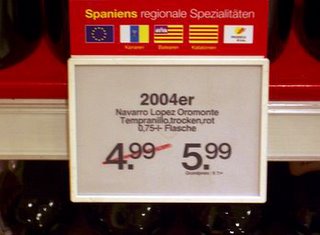 Spaniens regionale Spezialitäten
Kanaren Balearen Katalonien
2004er
Navarro Lopez Oromonte
Tempranillo,trocken,rot
0,75-l- Flasche
4.99 5.99